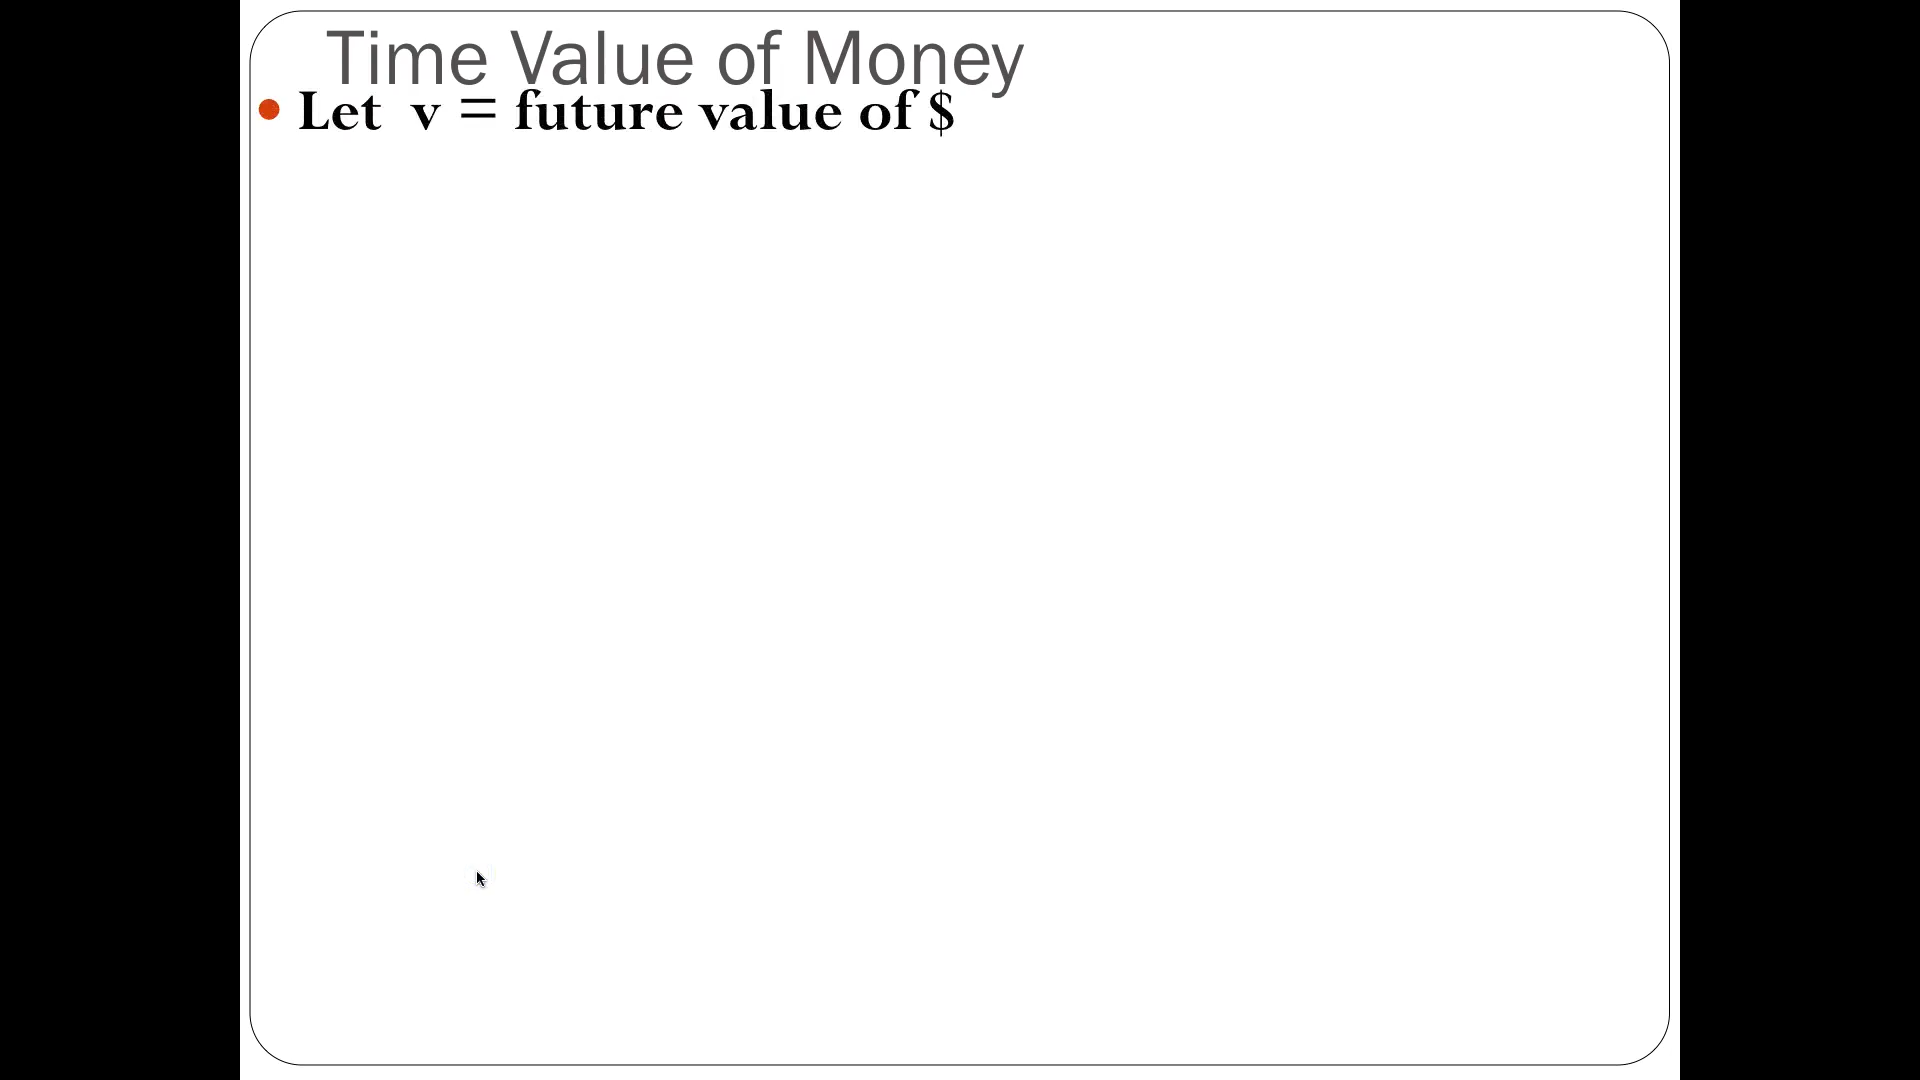 Time Value of Money
Let v = future value of $